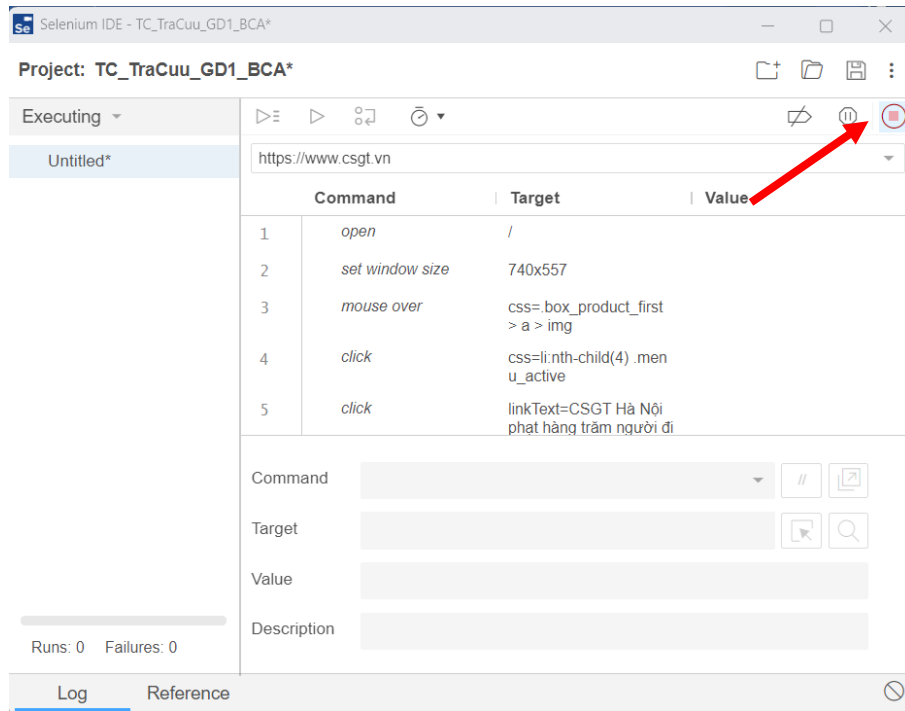 Se Selenium IDE - TC_TraCuu_GD1_BCA*
Project: TC_TraCuu_GD1_BCA*
Executing
Untitled*
https://www.csgt.vn
Command Target Value
1 open /
2 set window size 740x557
3 mouse over css=.box_product_first
> a > img
4 click css=li:nth-child(4) .men
u_active
5 click linkText=CSGT Hà Nội
phạt hàng trăm người đi
Command //
Target
Value
Description
Runs: 0 Failures: 0
Log Reference